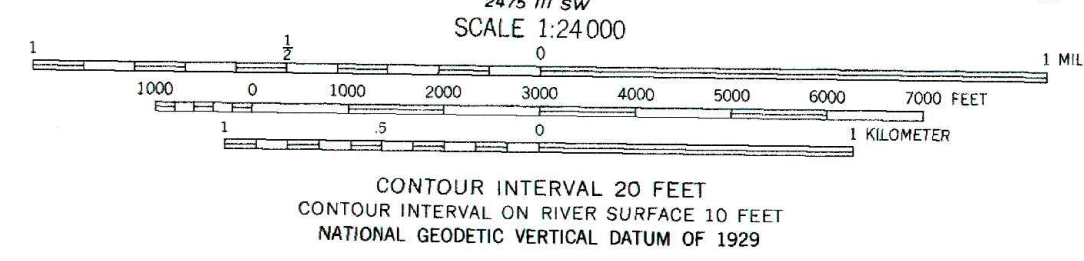 2475 III SW
SCALE 1:24 000
1 ½ 0 1 MIL
1000 0 1000 2000 3000 4000 5000 6000 7000 FEET
1 .5 0 1 KILOMETER
CONTOUR INTERVAL 20 FEET
CONTOUR INTERVAL ON RIVER SURFACE 10 FEET
NATIONAL GEODETIC VERTICAL DATUM OF 1929